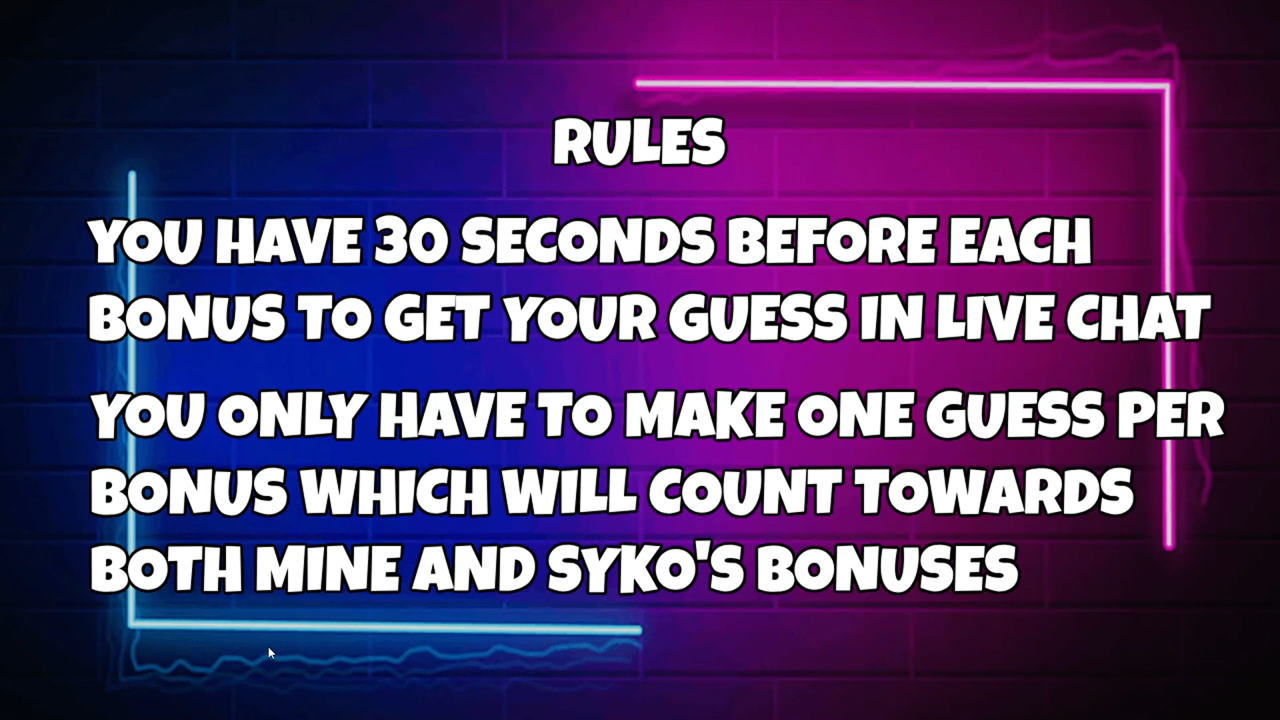 RULES
YOU HAVE 30 SECONDS BEFORE EACH
BONUS TO GET YOUR GUESS IN LIVE CHAT
YOU ONLY HAVE TO MAKE ONE GUESS PER
BONUS WHICH WILL COUNT TOWARDS
BOTH MINE AND SYKO'S BONUSES